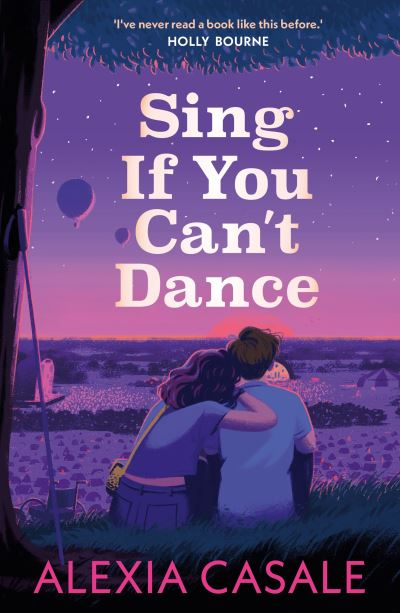 'I've never read a book like this before.'
HOLLY BOURNE
Sing
If You
Can't
Dance
ALEXIA CASALE